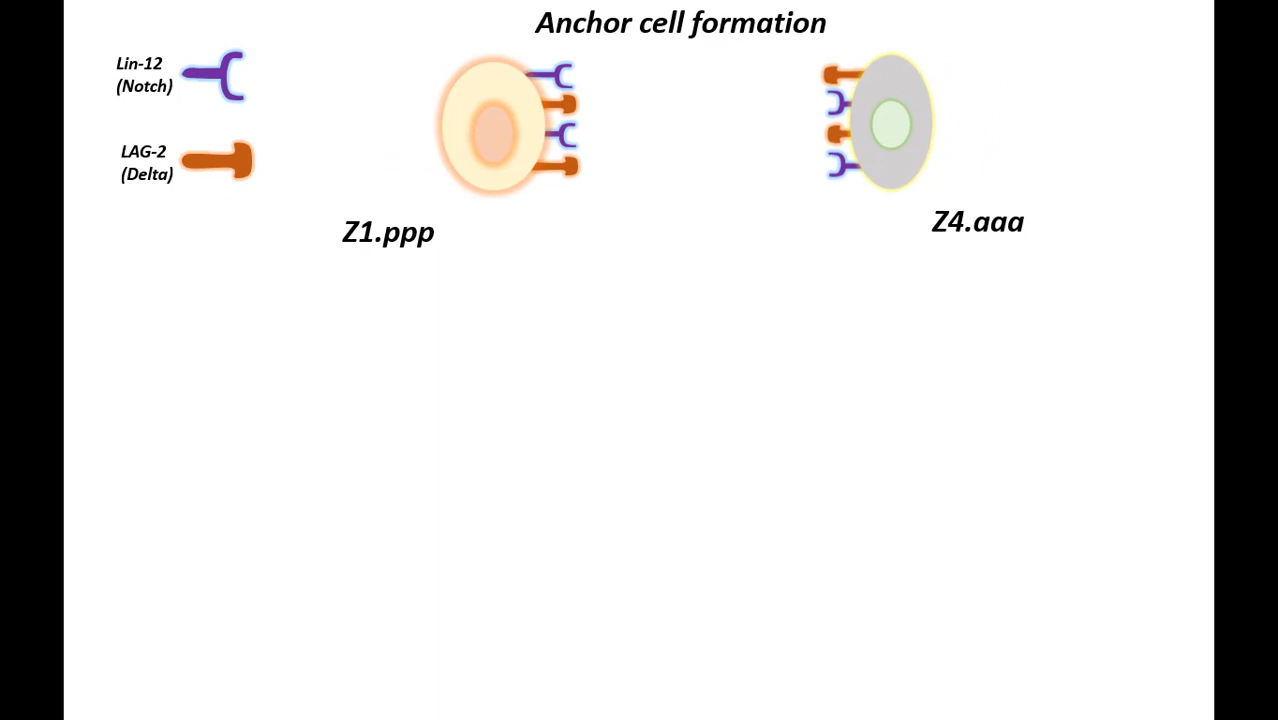 Anchor cell formation
Lin-12
(Notch)
LAG-2
(Delta)
Z1.ppp
Z4.aaa